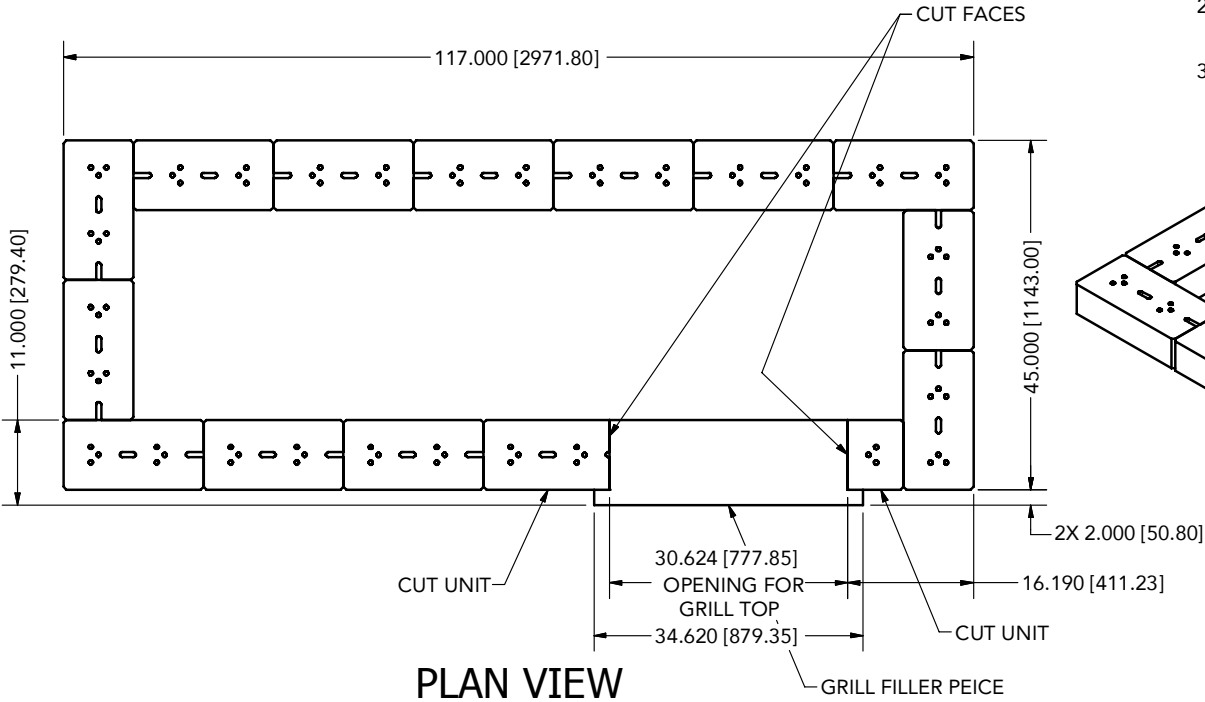 CUT FACES
2
117.000 [2971.80]
3
11.000 [279.40]
45.000 [1143.00]
2X 2.000 [50.80]
30.624 [777.85]
OPENING FOR
GRILL TOP
16.190 [411.23]
CUT UNIT
34.620 [879.35]
CUT UNIT
PLAN VIEW
GRILL FILLER PEICE